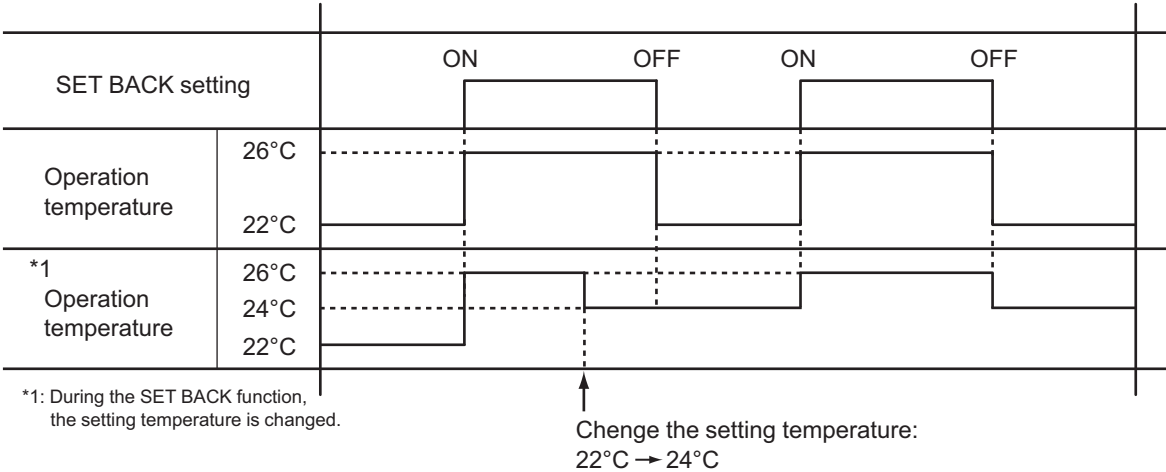 ON OFF ON OFF
SET BACK setting
Operation
temperature
26°C
22°C
*1
Operation
temperature
26°C
24°C
22°C
*1: During the SET BACK function,
the setting temperature is changed.
Chenge the setting temperature:
22°C → 24°C